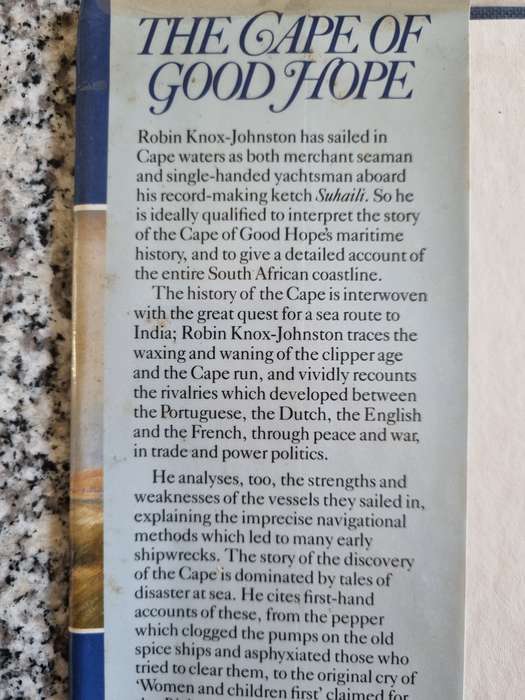 THE CAPE OF
GOOD HOPE
Robin Knox-Johnston has sailed in
Cape waters as both merchant seaman
and single-handed yachtsman aboard
his record-making ketch Suhaili. So he
is ideally qualified to interpret the story
of the Cape of Good Hope's maritime
history, and to give a detailed account of
the entire South African coastline.
The history of the Cape is interwoven
with the great quest for a sea route to
India; Robin Knox-Johnston traces the
waxing and waning of the clipper age
and the Cape run, and vividly recounts
the rivalries which developed between
the Portuguese, the Dutch, the English
and the French, through peace and war,
in trade and power politics.
He analyses, too, the strengths and
weaknesses of the vessels they sailed in,
explaining the imprecise navigational
methods which led to many early
shipwrecks. The story of the discovery
of the Cape is dominated by tales of
disaster at sea. He cites first-hand
accounts of these, from the pepper
which clogged the pumps on the old
spice ships and asphyxiated those who
tried to clear them, to the original cry of
'Women and children first' claimed for